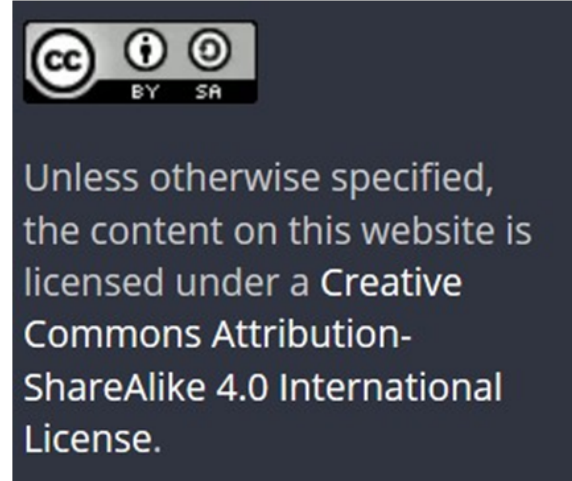 cc
BY SA
Unless otherwise specified,
the content on this website is
licensed under a Creative
Commons Attribution-
ShareAlike 4.0 International
License.